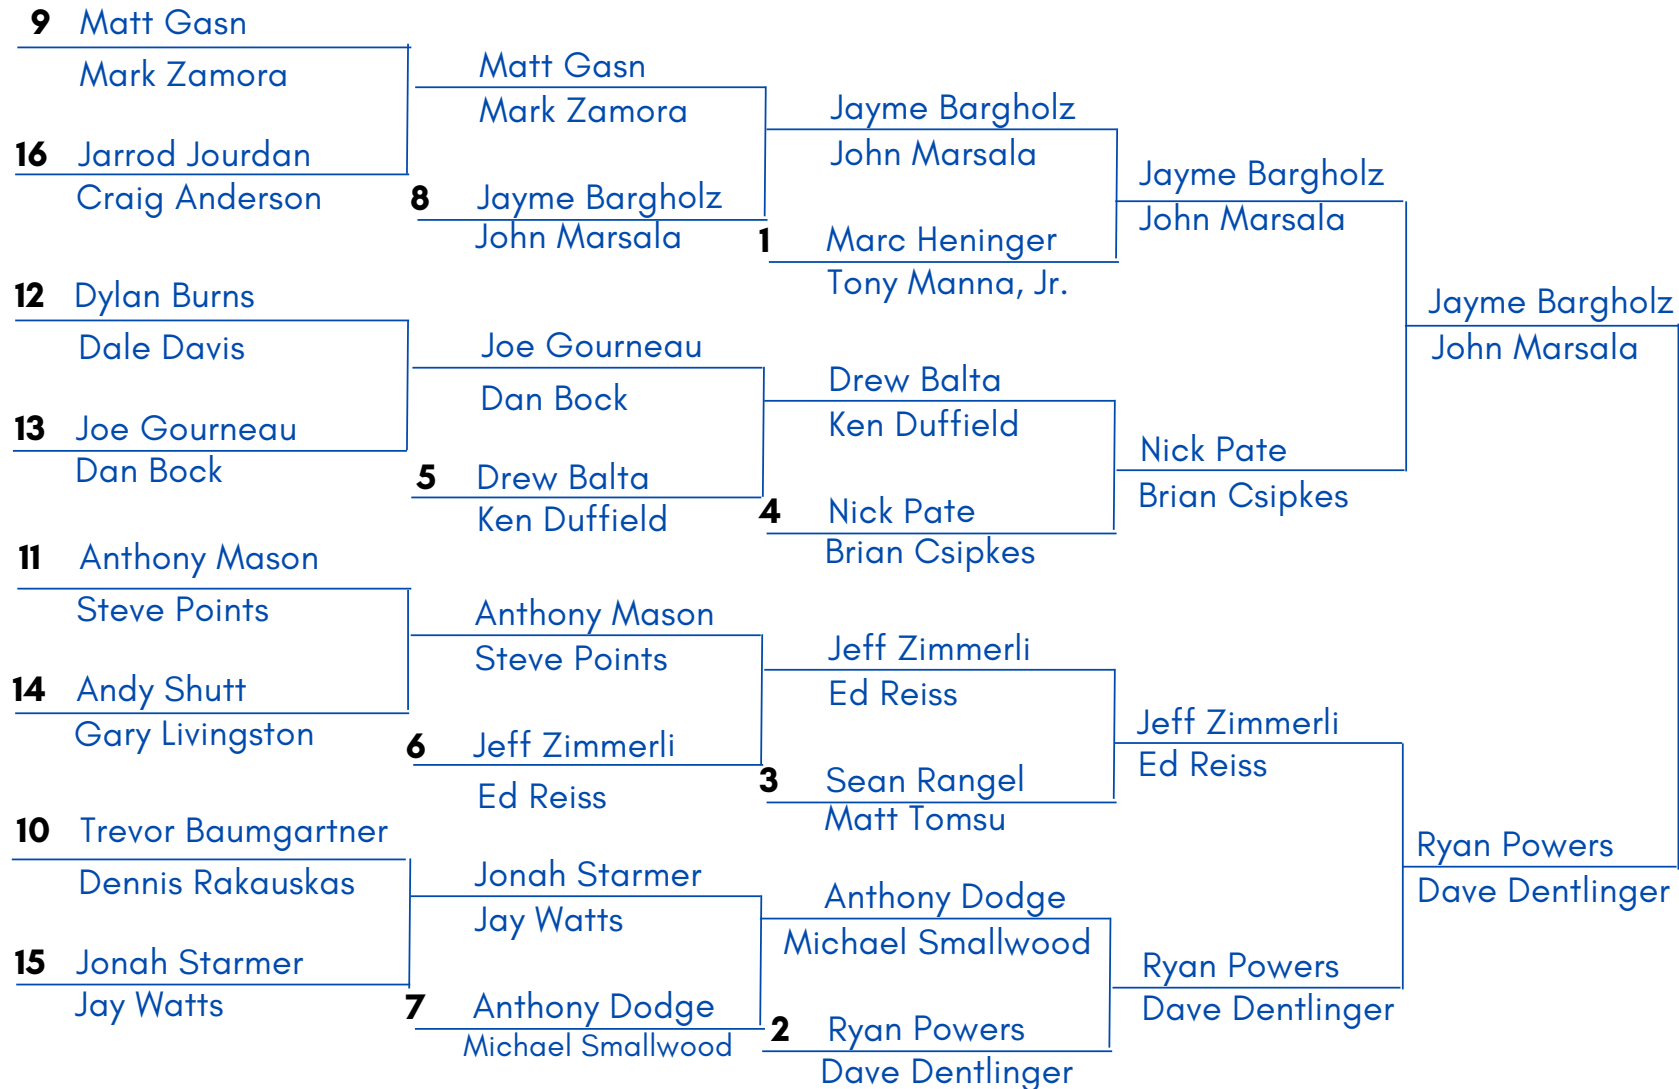 9 Matt Gasn
Mark Zamora
16 Jarrod Jourdan
Craig Anderson
12 Dylan Burns
Dale Davis
13 Joe Gourneau
Dan Bock
11 Anthony Mason
Steve Points
14 Andy Shutt
Gary Livingston
10 Trevor Baumgartner
Dennis Rakauskas
15 Jonah Starmer
Jay Watts
Matt Gasn
Mark Zamora
8 Jayme Bargholz
John Marsala
Joe Gourneau
Dan Bock
5 Drew Balta
Ken Duffield
Anthony Mason
Steve Points
6 Jeff Zimmerli
Ed Reiss
Jonah Starmer
Jay Watts
7 Anthony Dodge
Michael Smallwood
Jayme Bargholz
John Marsala
1 Marc Heninger
Tony Manna, Jr.
Drew Balta
Ken Duffield
4 Nick Pate
Brian Csipkes
Jeff Zimmerli
Ed Reiss
3 Sean Rangel
Matt Tomsu
Anthony Dodge
Michael Smallwood
2 Ryan Powers
Dave Dentlinger
Jayme Bargholz
John Marsala
Nick Pate
Brian Csipkes
Jeff Zimmerli
Ed Reiss
Ryan Powers
Dave Dentlinger
Jayme Bargholz
John Marsala
Ryan Powers
Dave Dentlinger